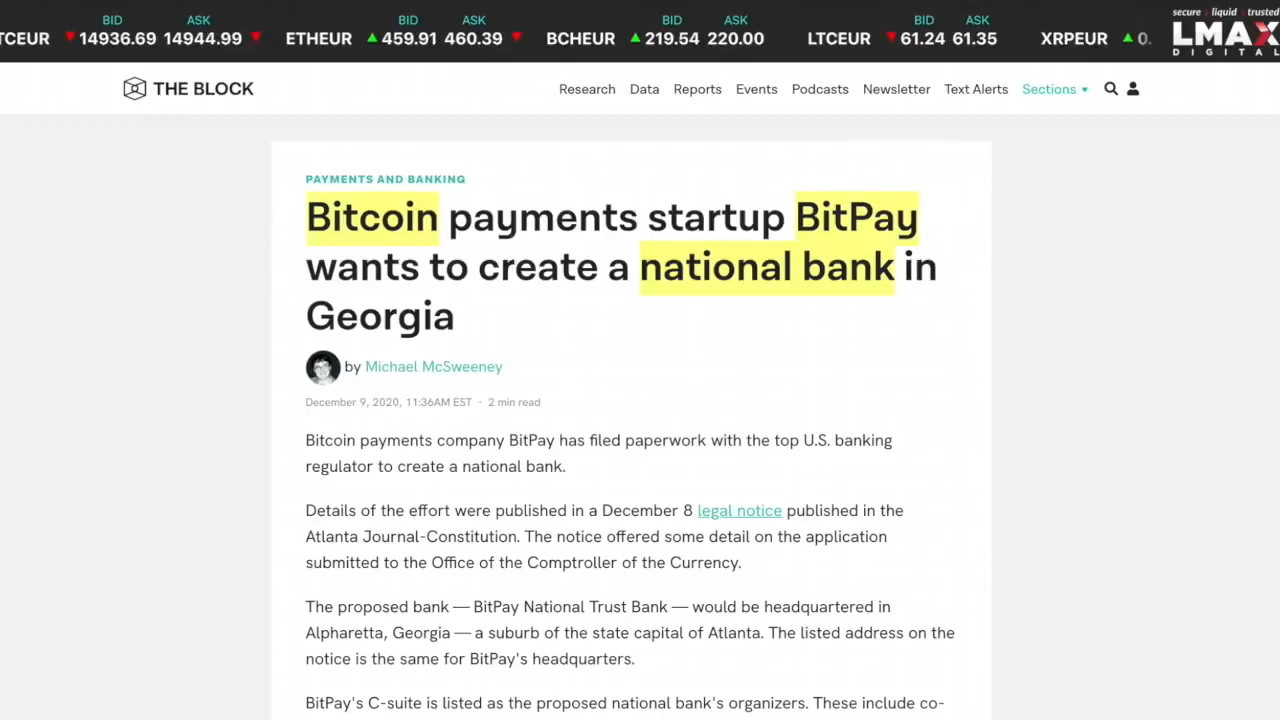 BID ASK BID ASK BID ASK BID ASK
TCEUR 14936.69 14944.99 ETHEUR 459.91 460.39 BCHEUR 219.54 220.00 LTCEUR 61.24 61.35 XRPEUR 0.
secure liquid trusted
LMAX
DIGITAL
THE BLOCK
Research Data Reports Events Podcasts Newsletter Text Alerts Sections
PAYMENTS AND BANKING
Bitcoin payments startup BitPay
wants to create a national bank in
Georgia
by Michael McSweeney
December 9, 2020, 11:36AM EST · 2 min read
Bitcoin payments company BitPay has filed paperwork with the top U.S. banking
regulator to create a national bank.
Details of the effort were published in a December 8 legal notice published in the
Atlanta Journal-Constitution. The notice offered some detail on the application
submitted to the Office of the Comptroller of the Currency.
The proposed bank — BitPay National Trust Bank — would be headquartered in
Alpharetta, Georgia — a suburb of the state capital of Atlanta. The listed address on the
notice is the same for BitPay's headquarters.
BitPay's C-suite is listed as the proposed national bank's organizers. These include co-